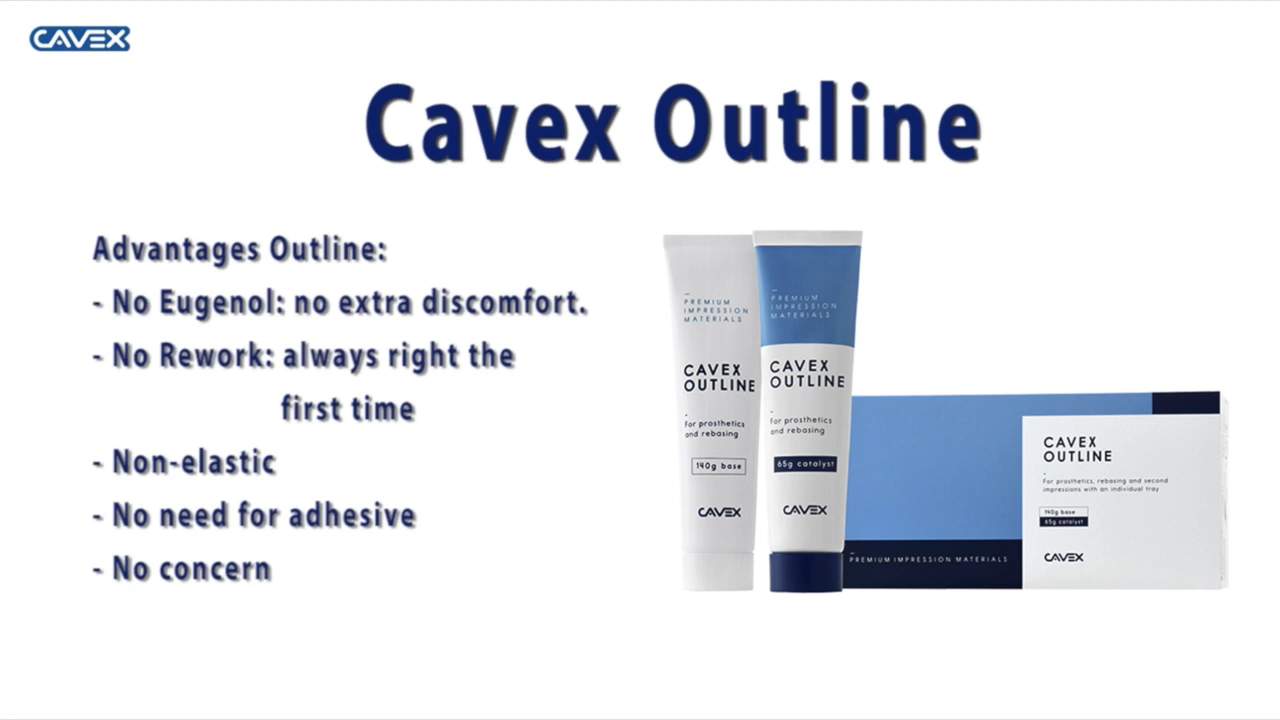 CAVEX
Cavex Outline
Advantages Outline:
- No Eugenol: no extra discomfort.
- No Rework: always right the
first time
- Non-elastic
- No need for adhesive
- No concern
PREMIUM
IMPRESSION
MATERIALS
CAVEX
OUTLINE
For prosthetics
and rebasing
140g base
CAVEX
PREMIUM
IMPRESSION
MATERIALS
CAVEX
OUTLINE
For prosthetics
and rebasing
65g catalyst
CAVEX
PREMIUM IMPRESSION MATERIALS
CAVEX
OUTLINE
For prosthetics, rebasing and second
impressions with an individual tray
140g base
65g catalyst
CAVEX